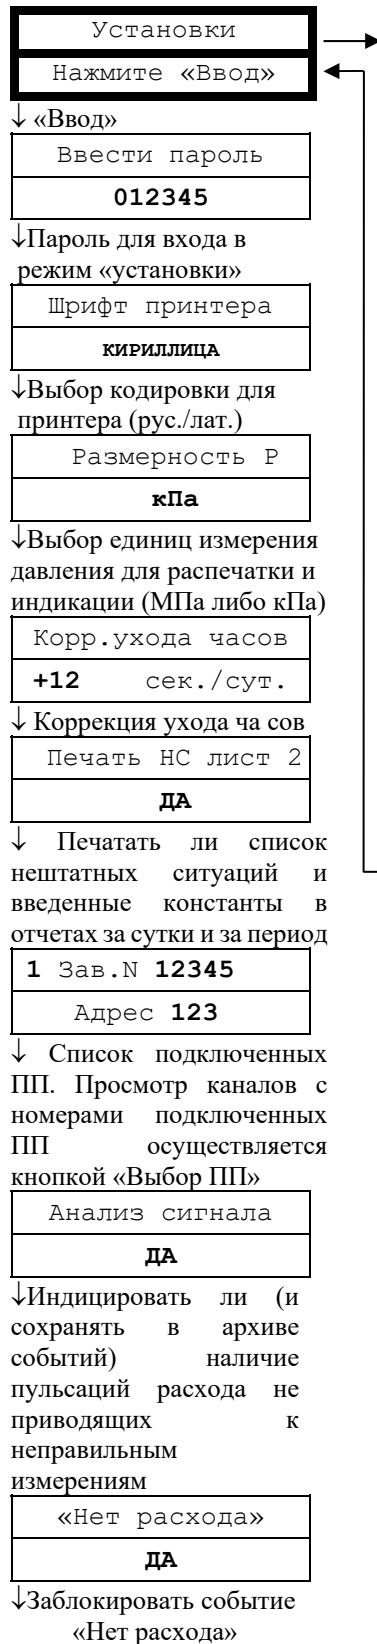 Установки
Нажмите «Ввод»
↓ «Ввод»
Ввести пароль
012345
↓Пароль для входа в
режим «установки»
Шрифт принтера
КИРИЛЛИЦА
↓Выбор кодировки для
принтера (рус./лат.)
Размерность Р
кПа
↓Выбор единиц измерения
давления для распечатки и
индикации (МПа либо кПа)
Корр.ухода часов
+12 сек./сут.
↓ Коррекция ухода ча сов
Печать НС лист 2
ДА
↓ Печатать ли список
нештатных ситуаций и
введенные константы в
отчетах за сутки и за период
1 Зав.N 12345
Адрес 123
↓ Список подключенных
ПП. Просмотр каналов с
номерами подключенных
ПП осуществляется
кнопкой «Выбор ПП»
Анализ сигнала
ДА
↓Индицировать ли (и
сохранять в архиве
событий) наличие
пульсаций расхода не
приводящих к
неправильным
измерениям
«Нет расхода»
ДА
↓Заблокировать событие
«Нет расхода»